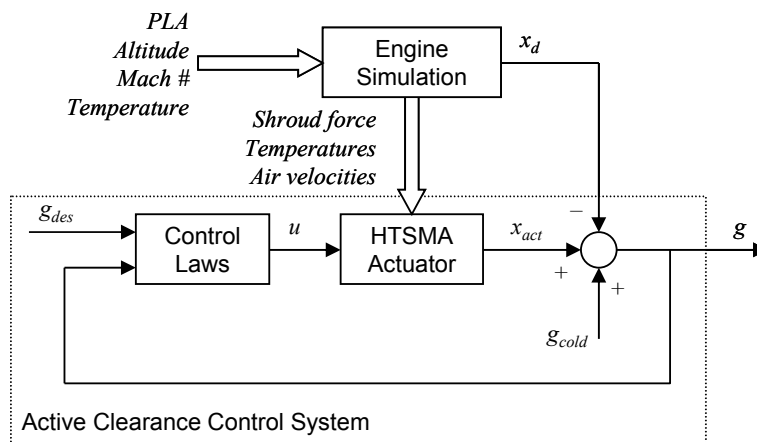 PLA
Altitude
Mach #
Temperature
Engine
Simulation
x_d
Shroud force
Temperatures
Air velocities
g_des
Control
Laws
u
HTSMA
Actuator
x_act
−
+
+
g
g_cold
Active Clearance Control System